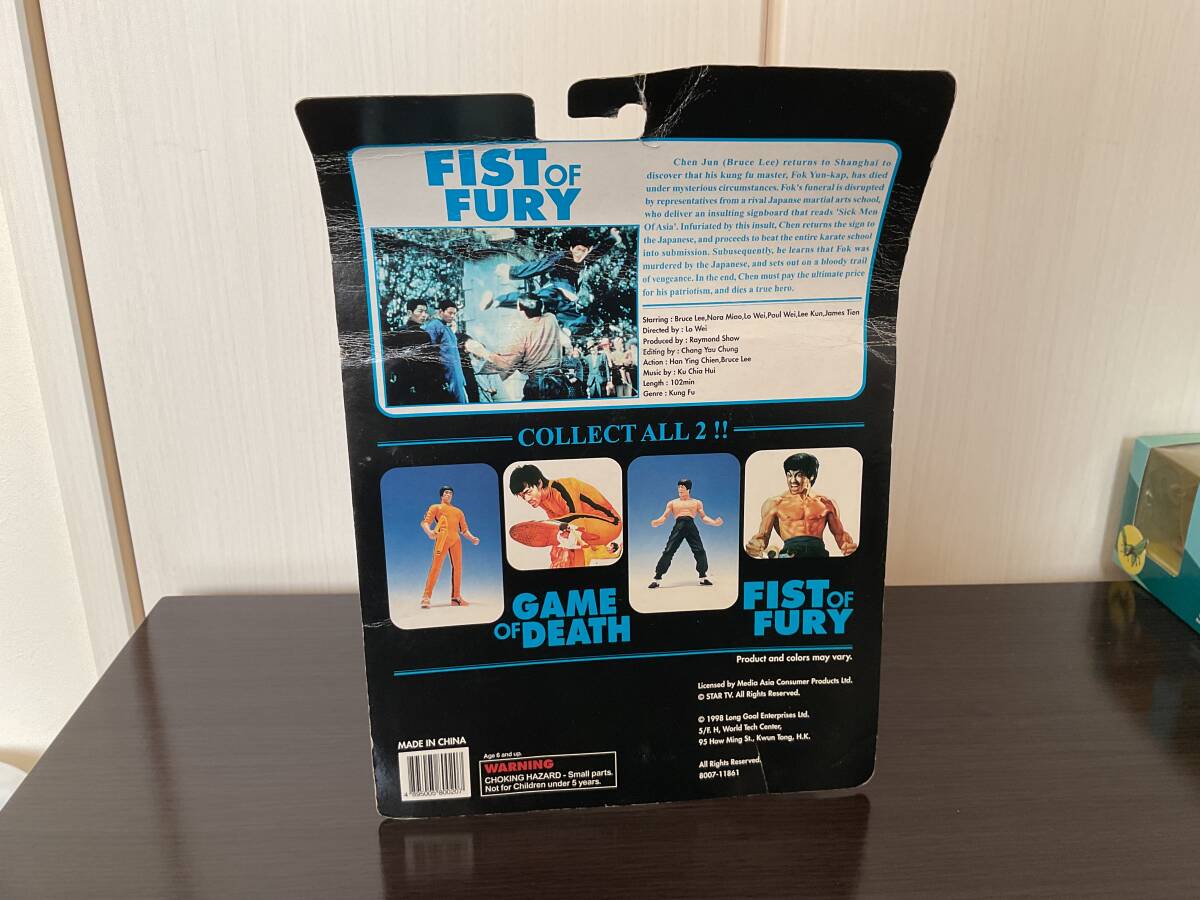 FIST OF
FURY
Chen Jun (Bruce Lee) returns to Shanghai to
discover that his kung fu master, Fok Yun-kap, has died
under mysterious circumstances. Fok's funeral is disrupted
by representatives from a rival Japanse martial arts school,
who deliver an insulting signboard that reads 'Sick Men
Of Asia'. Infuriated by this insult, Chen returns the sign to
the Japanese, and proceeds to beat the entire karate school
into submission. Subusequently, he learns that Fok was
murdered by the Japanese, and sets out on a bloody trail
of vengeance. In the end, Chen must pay the ultimate price
for his patriotism, and dies a true hero.
Starring : Bruce Lee,Nora Miao,Lo Wei,Poul Wei,Lee Kun,James Tien
Directed by : Lo Wei
Produced by : Raymond Show
Editing by : Chang Yau Chung
Action : Han Ying Chien,Bruce Lee
Music by : Ku Chia Hui
Length : 102min
Genre : Kung Fu
COLLECT ALL 2 !!
GAME
OF DEATH
FIST OF
FURY
Product and colors may vary.
Licensed by Media Asia Consumer Products Ltd.
© STAR TV. All Rights Reserved.
© 1998 Long Goal Enterprises Ltd.
5/F. H, World Tech Center,
95 How Ming St., Kwun Tong, H.K.
All Rights Reserved.
8007-11861
MADE IN CHINA
4 895005 800207
Age 6 and up.
WARNING
CHOKING HAZARD - Small parts.
Not for Children under 5 years.